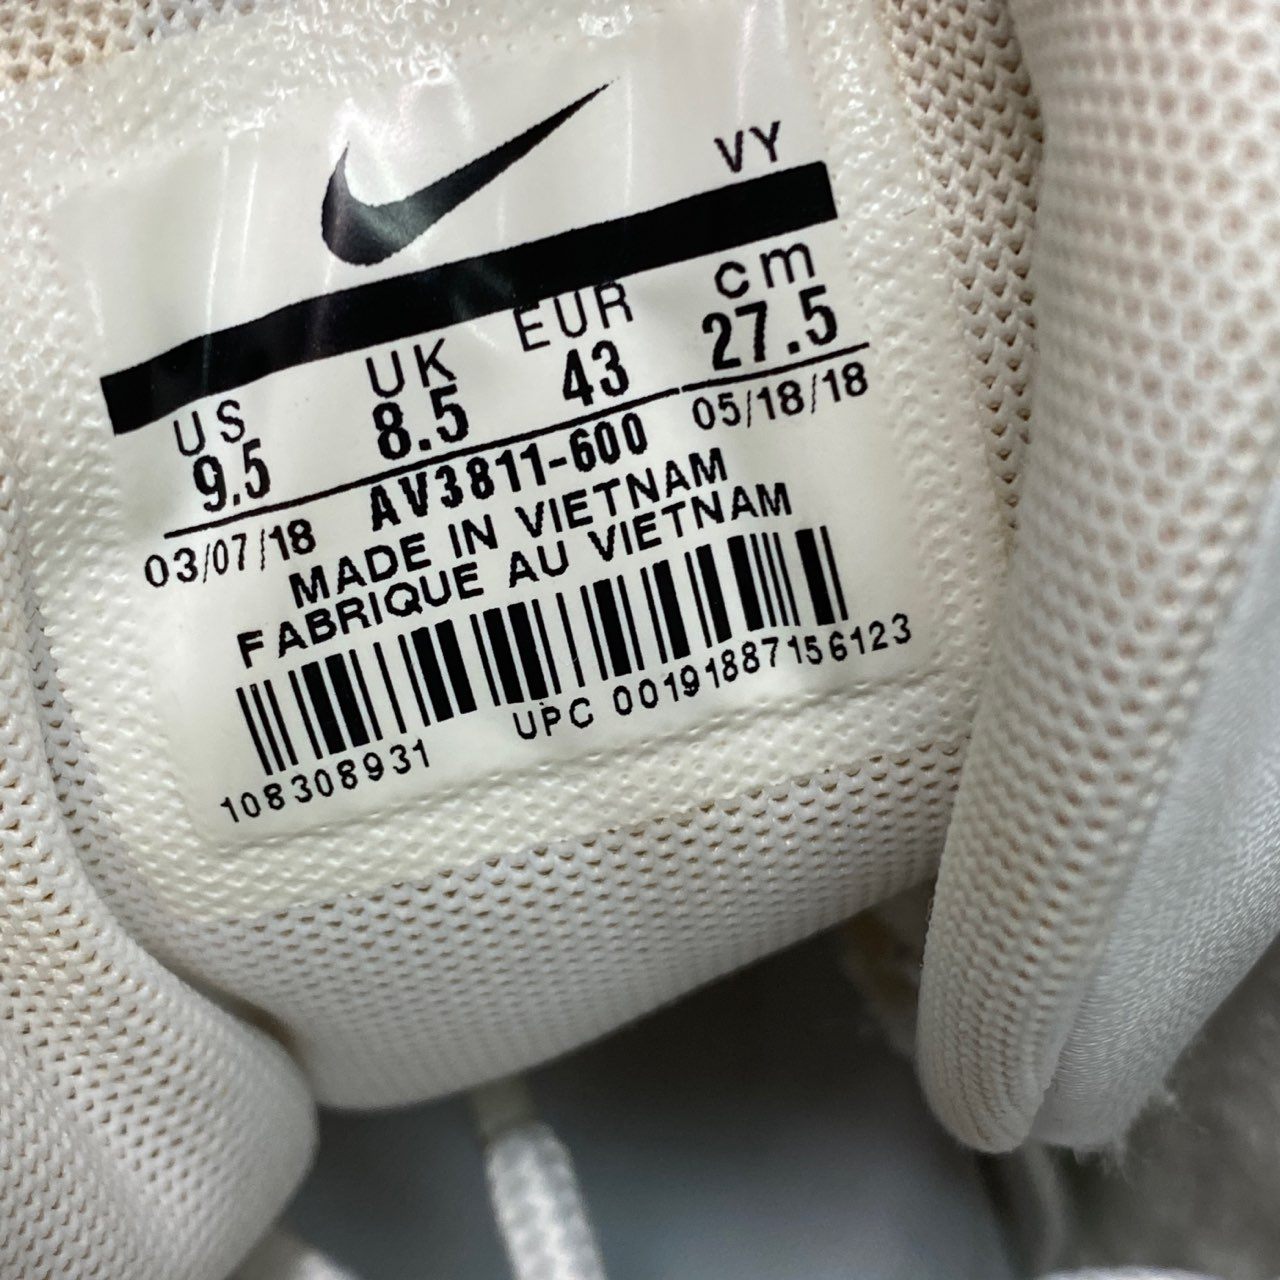 VY
US UK EUR cm
9.5 8.5 43 27.5
03/07/18 AV3811-600 05/18/18
MADE IN VIETNAM
FABRIQUE AU VIETNAM
108308931 UPC 00191887156123